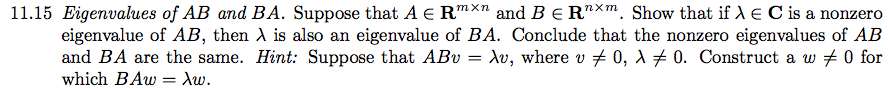 11.15 Eigenvalues of AB and BA. Suppose that A ∈ R^{m×n} and B ∈ R^{n×m}. Show that if λ ∈ C is a nonzero
eigenvalue of AB, then λ is also an eigenvalue of BA. Conclude that the nonzero eigenvalues of AB
and BA are the same. Hint: Suppose that ABv = λv, where v ≠ 0, λ ≠ 0. Construct a w ≠ 0 for
which BAw = λw.